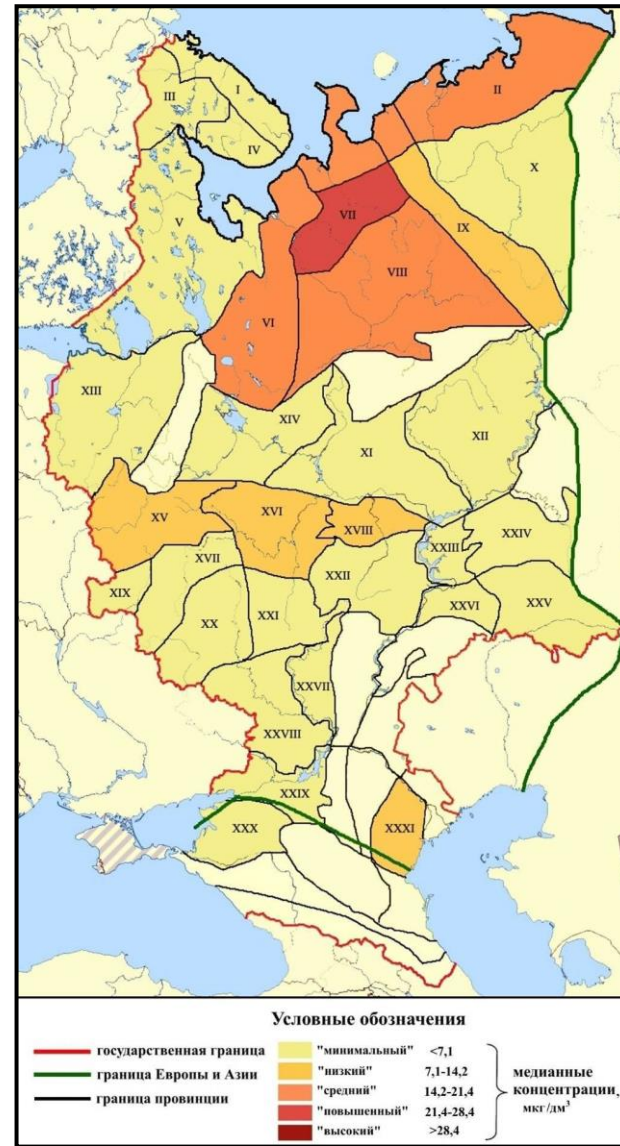 I
II
III
IV
X
V
VII
IX
VIII
VI
XIII
XIV
XI
XII
XV
XVI
XVIII
XXIV
XVII
XXIII
XXII
XIX
XX
XXI
XXVI
XXV
XXVII
XXVIII
XXIX
XXX
XXXI
Условные обозначения
государственная граница
граница Европы и Азии
граница провинции
"минимальный" <7,1
"низкий" 7,1-14,2
"средний" 14,2-21,4
"повышенный" 21,4-28,4
"высокий" >28,4
медианные
концентрации,
мкг/дм³